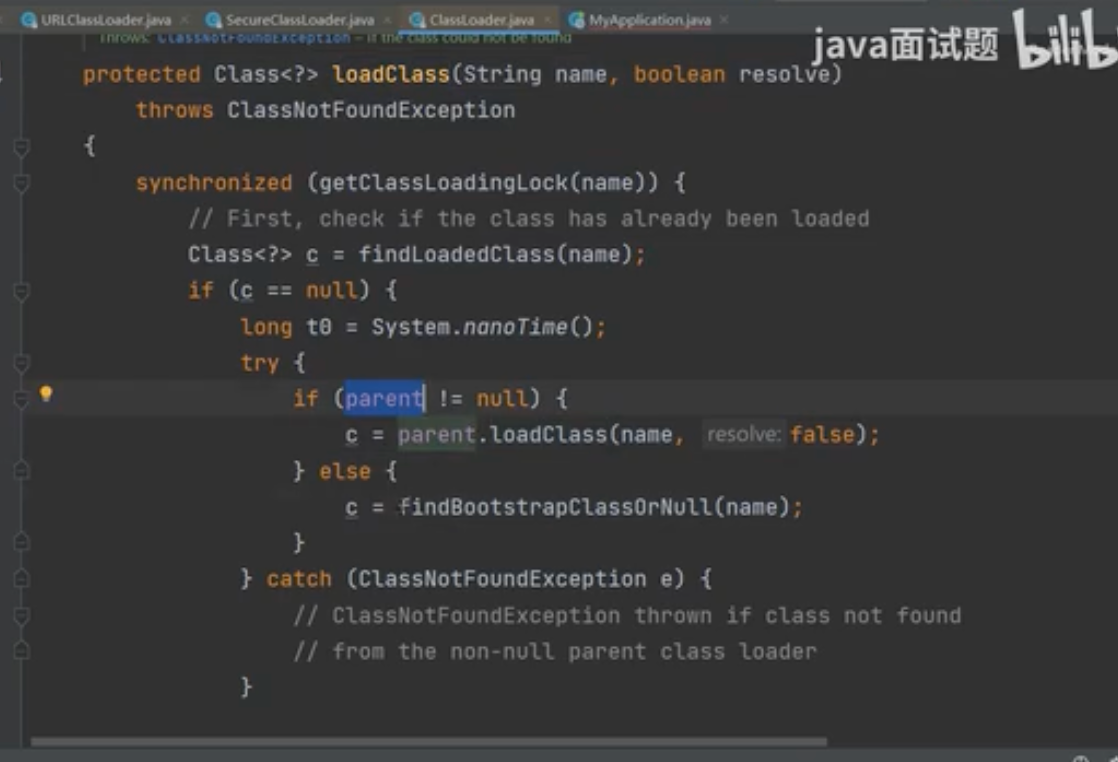 URLClassLoader.java SecureClassLoader.java ClassLoader.java MyApplication.java
java面试题 bilib
Throws: ClassNotFoundException – If the class could not be found
protected Class<?> loadClass(String name, boolean resolve)
throws ClassNotFoundException
{
synchronized (getClassLoadingLock(name)) {
// First, check if the class has already been loaded
Class<?> c = findLoadedClass(name);
if (c == null) {
long t0 = System.nanoTime();
try {
if (parent != null) {
c = parent.loadClass(name, resolve: false);
} else {
c = findBootstrapClassOrNull(name);
}
} catch (ClassNotFoundException e) {
// ClassNotFoundException thrown if class not found
// from the non-null parent class loader
}